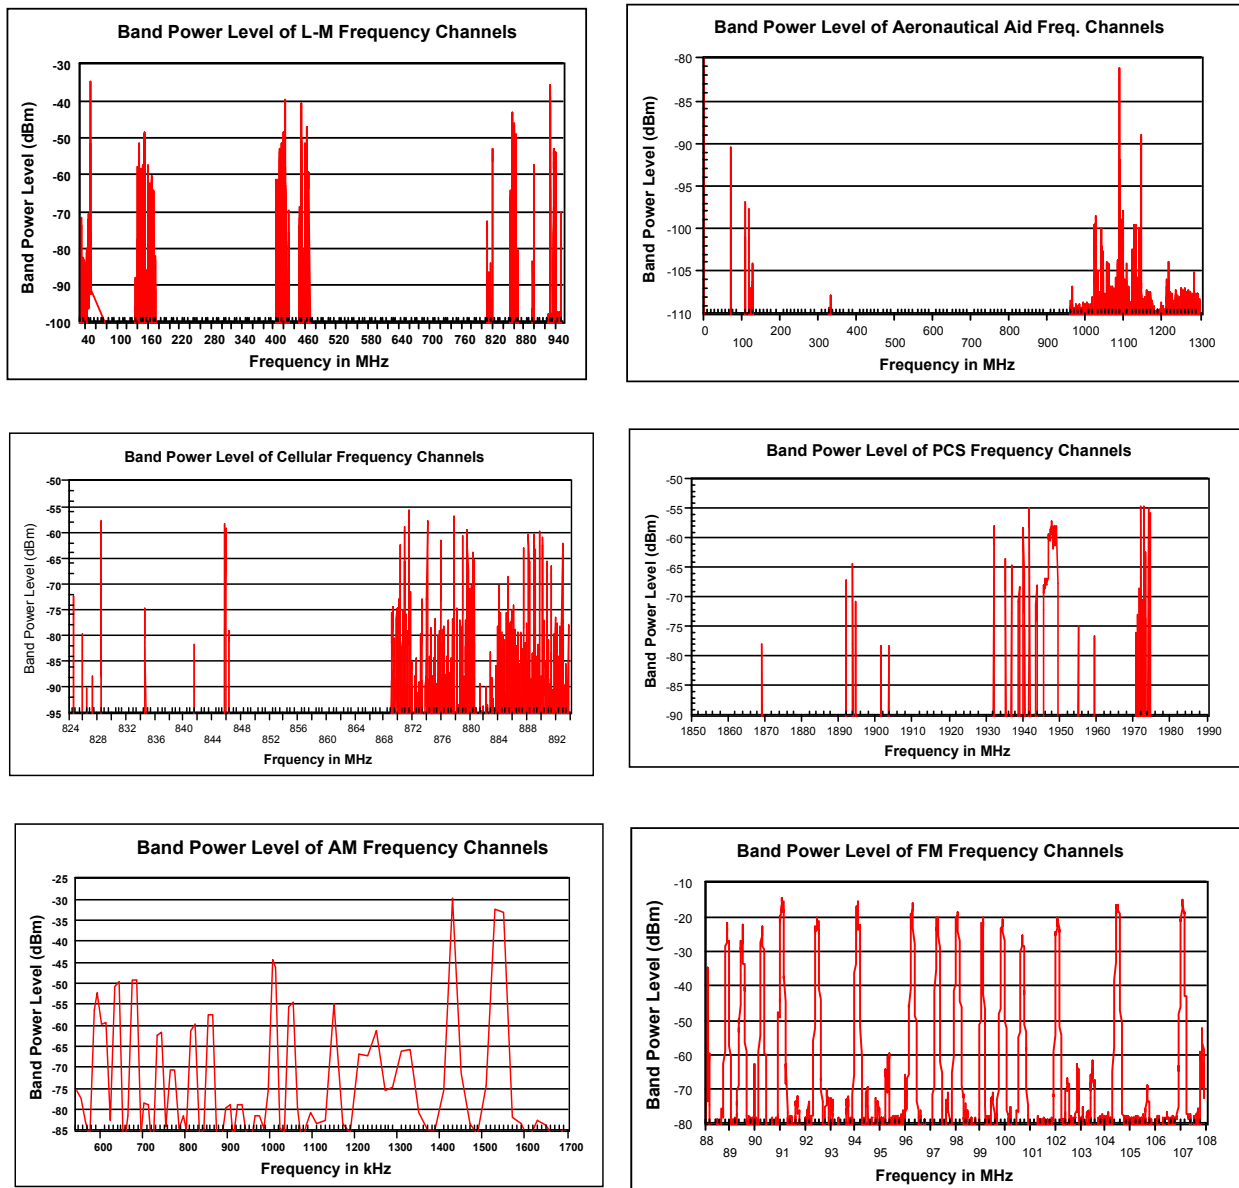 Band Power Level of L-M Frequency Channels
Band Power Level (dBm)
-30
-40
-50
-60
-70
-80
-90
-100
40 100 160 220 280 340 400 460 520 580 640 700 760 820 880 940
Frequency in MHz
Band Power Level of Aeronautical Aid Freq. Channels
Band Power Level (dBm)
-80
-85
-90
-95
-100
-105
-110
0 200 400 600 800 1000 1200
100 300 500 700 900 1100 1300
Frequency in MHz
Band Power Level of Cellular Frequency Channels
Band Power Level (dBm)
-50
-55
-60
-65
-70
-75
-80
-85
-90
-95
824 832 840 848 856 864 872 880 888
828 836 844 852 860 868 876 884 892
Frquency in MHz
Band Power Level of PCS Frequency Channels
Band Power Level (dBm)
-50
-55
-60
-65
-70
-75
-80
-85
-90
1850 1860 1870 1880 1890 1900 1910 1920 1930 1940 1950 1960 1970 1980 1990
Frequency in MHz
Band Power Level of AM Frequency Channels
Band Power Level (dBm)
-25
-30
-35
-40
-45
-50
-55
-60
-65
-70
-75
-80
-85
600 700 800 900 1000 1100 1200 1300 1400 1500 1600 1700
Frequency in kHz
Band Power Level of FM Frequency Channels
Band Power Level (dBm)
-10
-20
-30
-40
-50
-60
-70
-80
88 90 92 94 96 98 100 102 104 106 108
89 91 93 95 97 99 101 103 105 107
Frequency in MHz